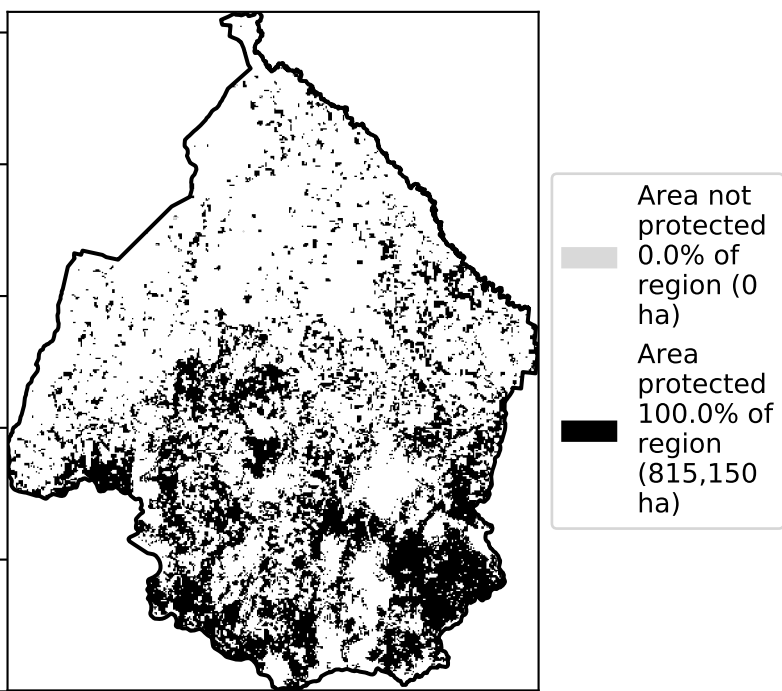 Area not
protected
0.0% of
region (0
ha)
Area
protected
100.0% of
region
(815,150
ha)